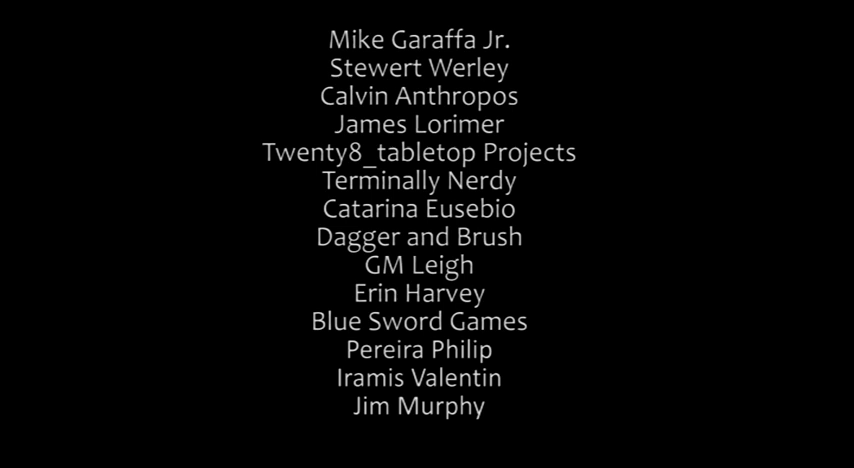 Mike Garaffa Jr.
Stewert Werley
Calvin Anthropos
James Lorimer
Twenty8_tabletop Projects
Terminally Nerdy
Catarina Eusebio
Dagger and Brush
GM Leigh
Erin Harvey
Blue Sword Games
Pereira Philip
Iramis Valentin
Jim Murphy